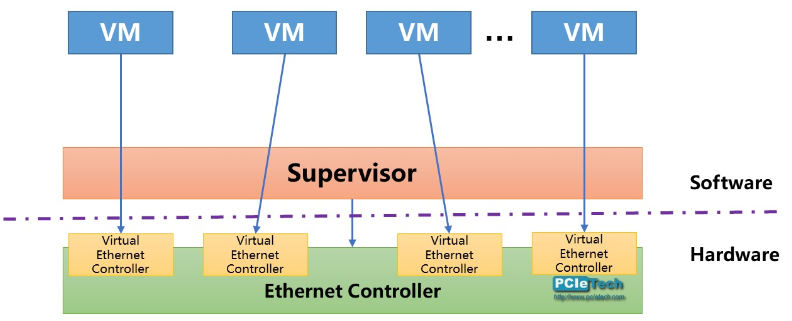 VM
VM
VM
...
VM
Supervisor
Software
Virtual
Ethernet
Controller
Virtual
Ethernet
Controller
Virtual
Ethernet
Controller
Virtual
Ethernet
Controller
Hardware
Ethernet Controller
PCIeTech
http://www.pcietech.com